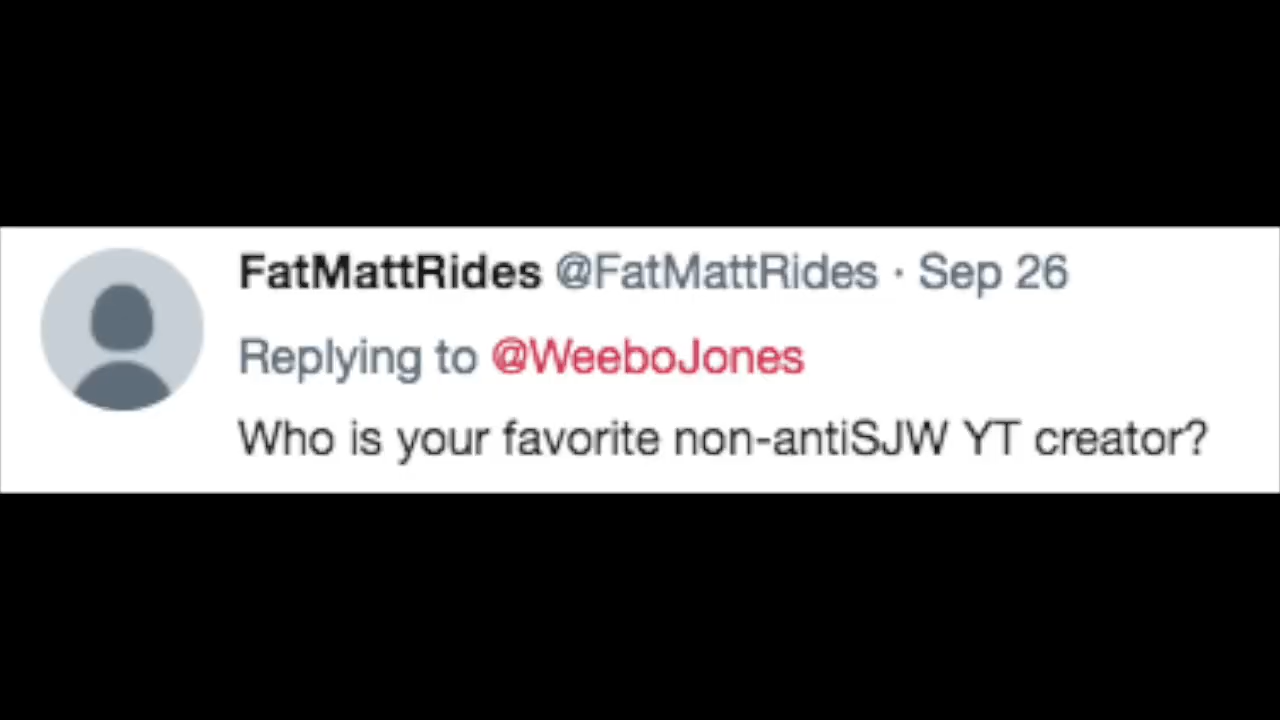 FatMattRides @FatMattRides · Sep 26
Replying to @WeeboJones
Who is your favorite non-antiSJW YT creator?